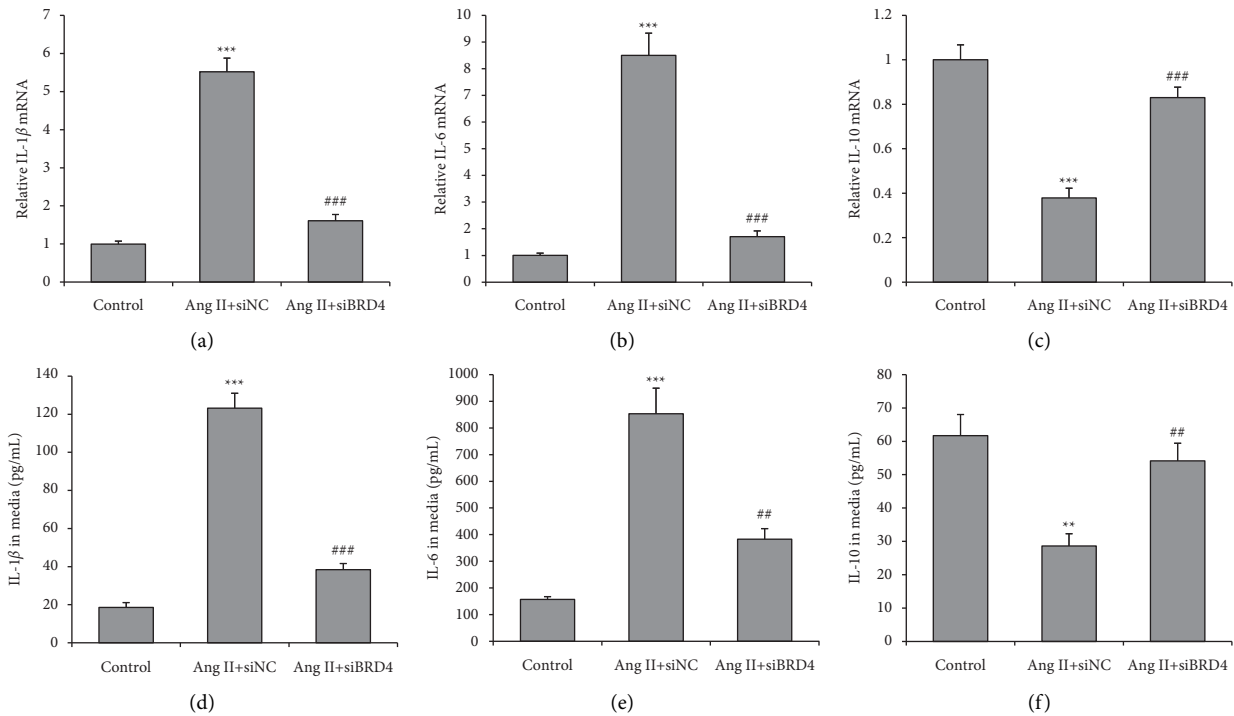 Relative IL-1β mRNA
7
6
5
4
3
2
1
0
***
###
Control
Ang II+siNC
Ang II+siBRD4
(a)
Relative IL-6 mRNA
10
9
8
7
6
5
4
3
2
1
0
***
###
Control
Ang II+siNC
Ang II+siBRD4
(b)
Relative IL-10 mRNA
1.2
1
0.8
0.6
0.4
0.2
0
***
###
Control
Ang II+siNC
Ang II+siBRD4
(c)
IL-1β in media (pg/mL)
140
120
100
80
60
40
20
0
***
###
Control
Ang II+siNC
Ang II+siBRD4
(d)
IL-6 in media (pg/mL)
1000
900
800
700
600
500
400
300
200
100
0
***
##
Control
Ang II+siNC
Ang II+siBRD4
(e)
IL-10 in media (pg/mL)
80
70
60
50
40
30
20
10
0
**
##
Control
Ang II+siNC
Ang II+siBRD4
(f)